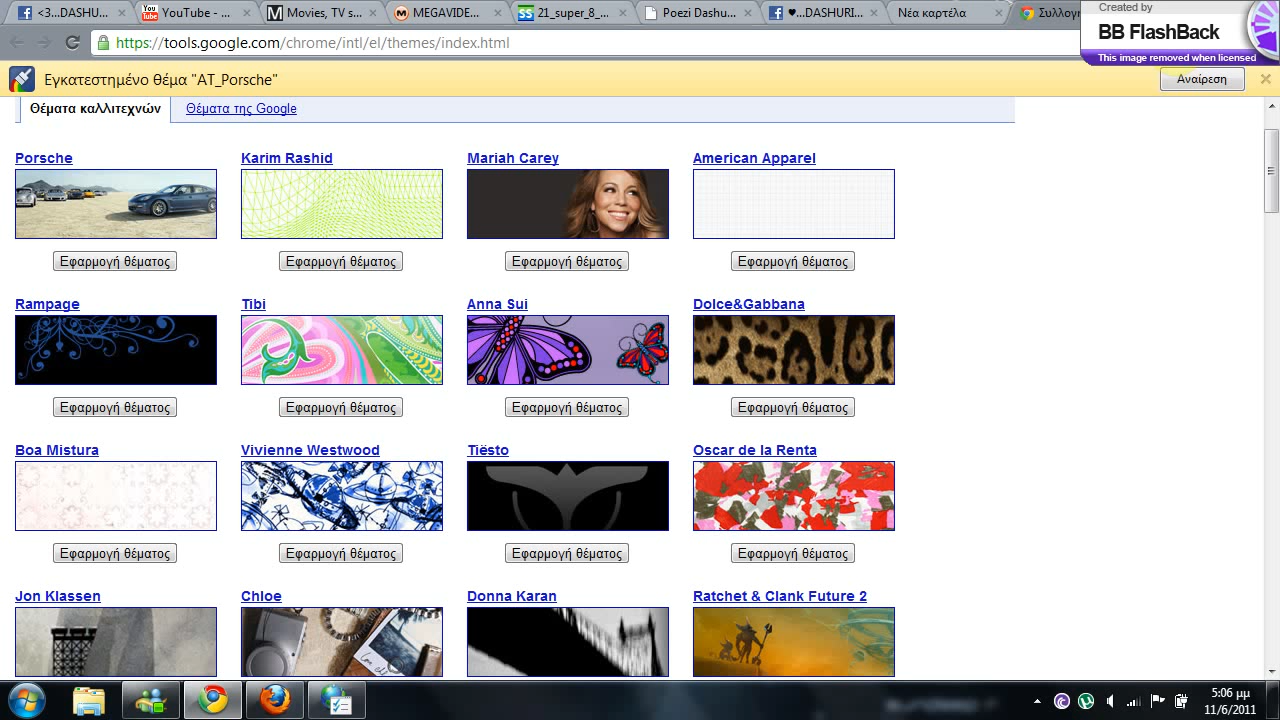 <3...DASHU...
YouTube - ...
Movies, TV s...
MEGAVIDE...
21_super_8_...
Poezi Dashu...
♥...DASHURI...
Νέα καρτέλα
Συλλογή
Created by
BB FlashBack
This image removed when licensed
https://tools.google.com/chrome/intl/el/themes/index.html
Εγκατεστημένο θέμα "AT_Porsche"
Αναίρεση
Θέματα καλλιτεχνών
Θέματα της Google
Porsche
Karim Rashid
Mariah Carey
American Apparel
Εφαρμογή θέματος
Εφαρμογή θέματος
Εφαρμογή θέματος
Εφαρμογή θέματος
Rampage
Tibi
Anna Sui
Dolce&Gabbana
Εφαρμογή θέματος
Εφαρμογή θέματος
Εφαρμογή θέματος
Εφαρμογή θέματος
Boa Mistura
Vivienne Westwood
Tiësto
Oscar de la Renta
Εφαρμογή θέματος
Εφαρμογή θέματος
Εφαρμογή θέματος
Εφαρμογή θέματος
Jon Klassen
Chloe
Donna Karan
Ratchet & Clank Future 2
5:06 μμ
11/6/2011